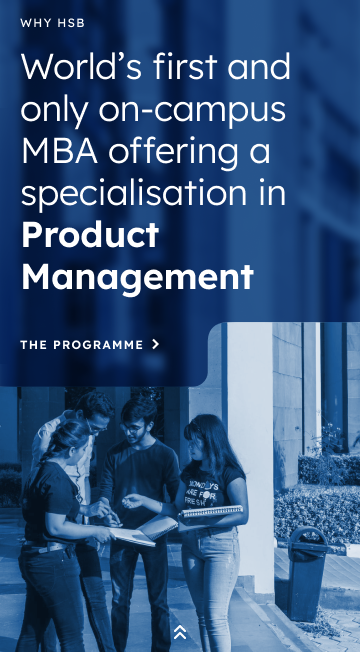 WHY HSB
World's first and
only on-campus
MBA offering a
specialisation in
Product
Management
THE PROGRAMME